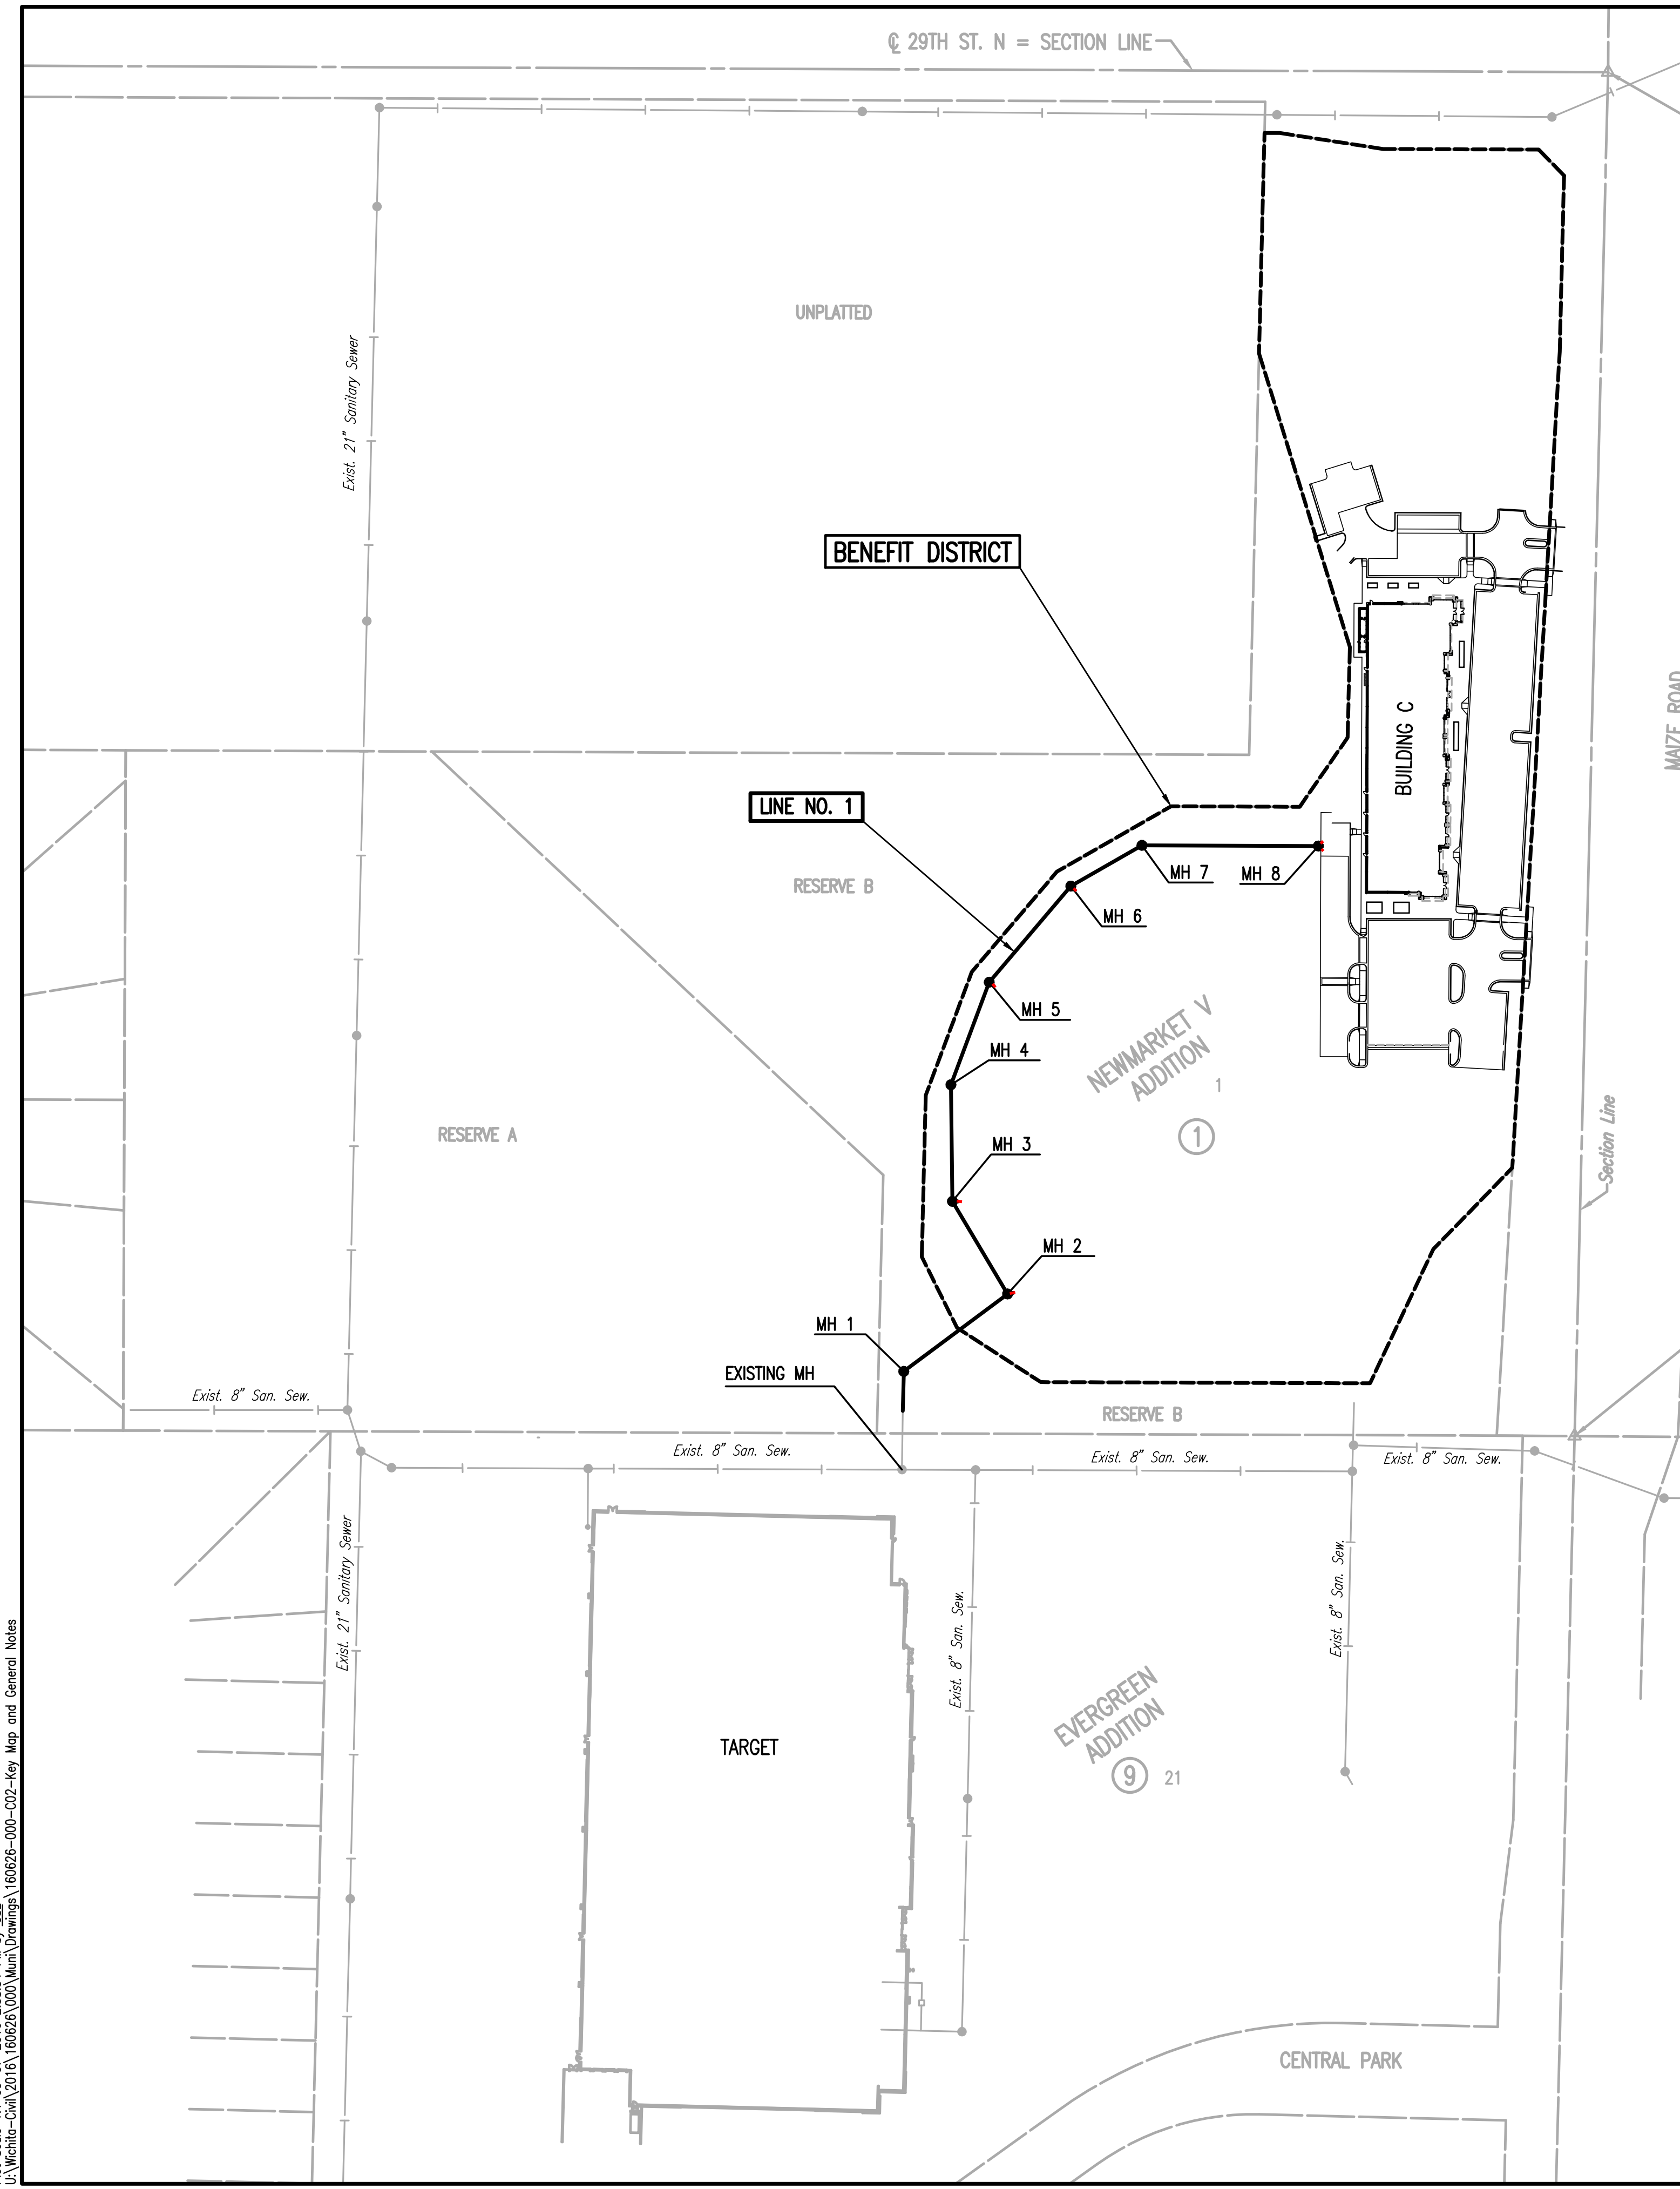 ℄ 29TH ST. N = SECTION LINE
UNPLATTED
Exist. 21" Sanitary Sewer
BENEFIT DISTRICT
MAIZE ROAD
BUILDING C
LINE NO. 1
RESERVE B
MH 7
MH 8
MH 6
MH 5
NEWMARKET V
ADDITION
1
1
MH 4
RESERVE A
MH 3
Section Line
MH 2
MH 1
EXISTING MH
Exist. 8" San. Sew.
RESERVE B
Exist. 8" San. Sew.
Exist. 8" San. Sew.
Exist. 8" San. Sew.
Exist. 21" Sanitary Sewer
Exist. 8" San. Sew.
Exist. 8" San. Sew.
EVERGREEN
ADDITION
9 21
TARGET
CENTRAL PARK
U:\Wichita-Civil\2016\160626\000\Muni\Drawings\160626-000-C02-Key Map and General Notes